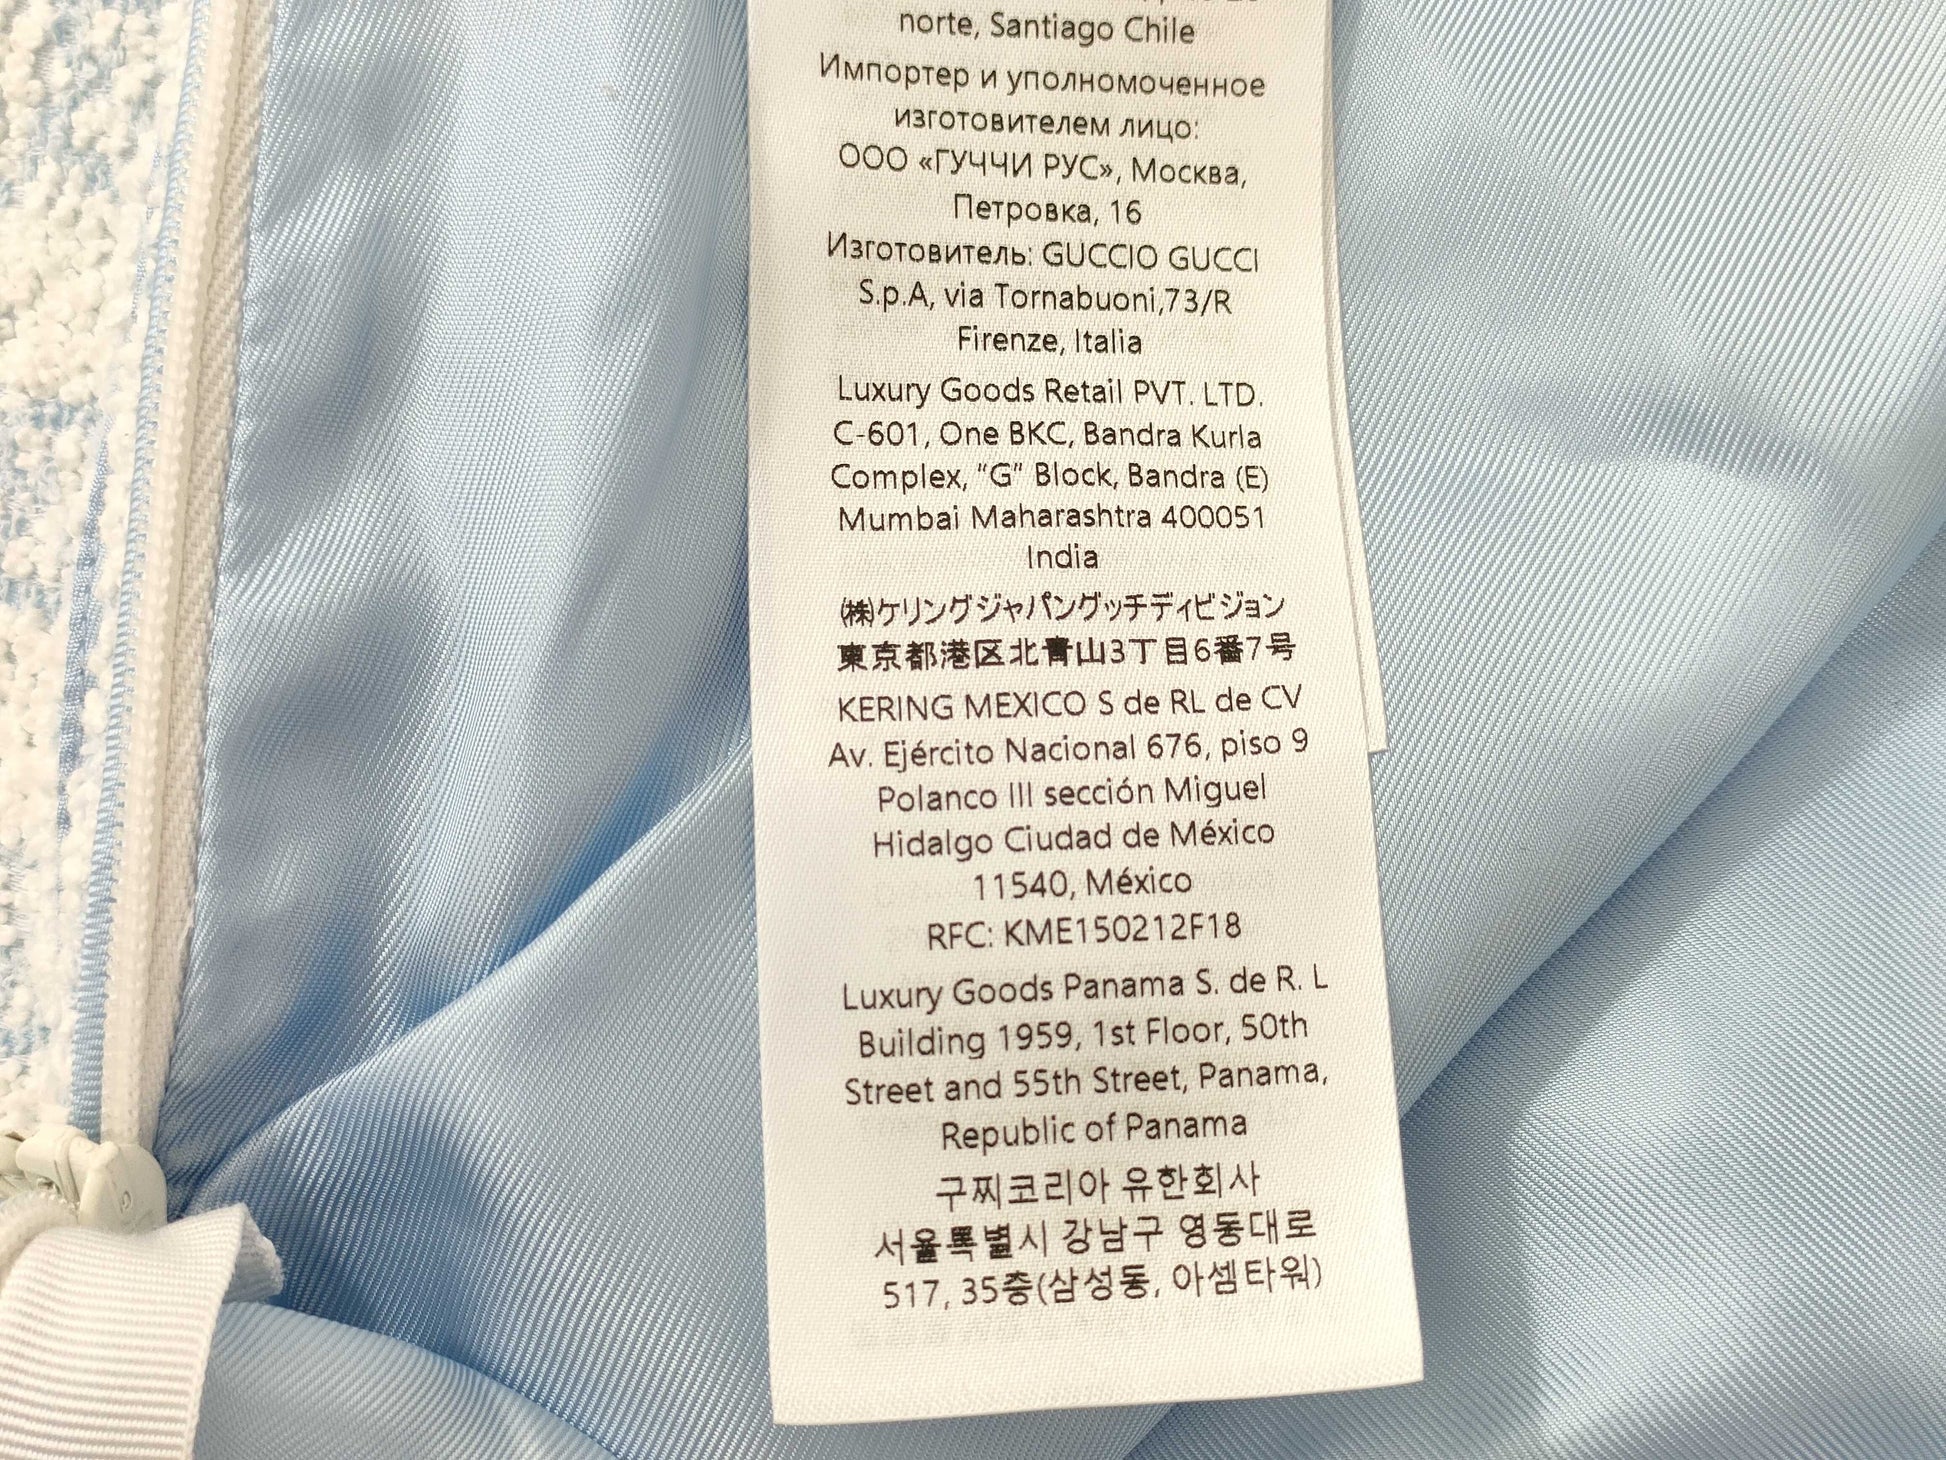 norte, Santiago Chile
Импортер и уполномоченное
изготовителем лицо:
ООО «ГУЧЧИ РУС», Москва,
Петровка, 16
Изготовитель: GUCCIO GUCCI
S.p.A, via Tornabuoni,73/R
Firenze, Italia
Luxury Goods Retail PVT. LTD.
C-601, One BKC, Bandra Kurla
Complex, "G" Block, Bandra (E)
Mumbai Maharashtra 400051
India
㈱ケリングジャパングッチディビジョン
東京都港区北青山3丁目6番7号
KERING MEXICO S de RL de CV
Av. Ejército Nacional 676, piso 9
Polanco III sección Miguel
Hidalgo Ciudad de México
11540, México
RFC: KME150212F18
Luxury Goods Panama S. de R. L
Building 1959, 1st Floor, 50th
Street and 55th Street, Panama,
Republic of Panama
구찌코리아 유한회사
서울특별시 강남구 영동대로
517, 35층(삼성동, 아셈타워)